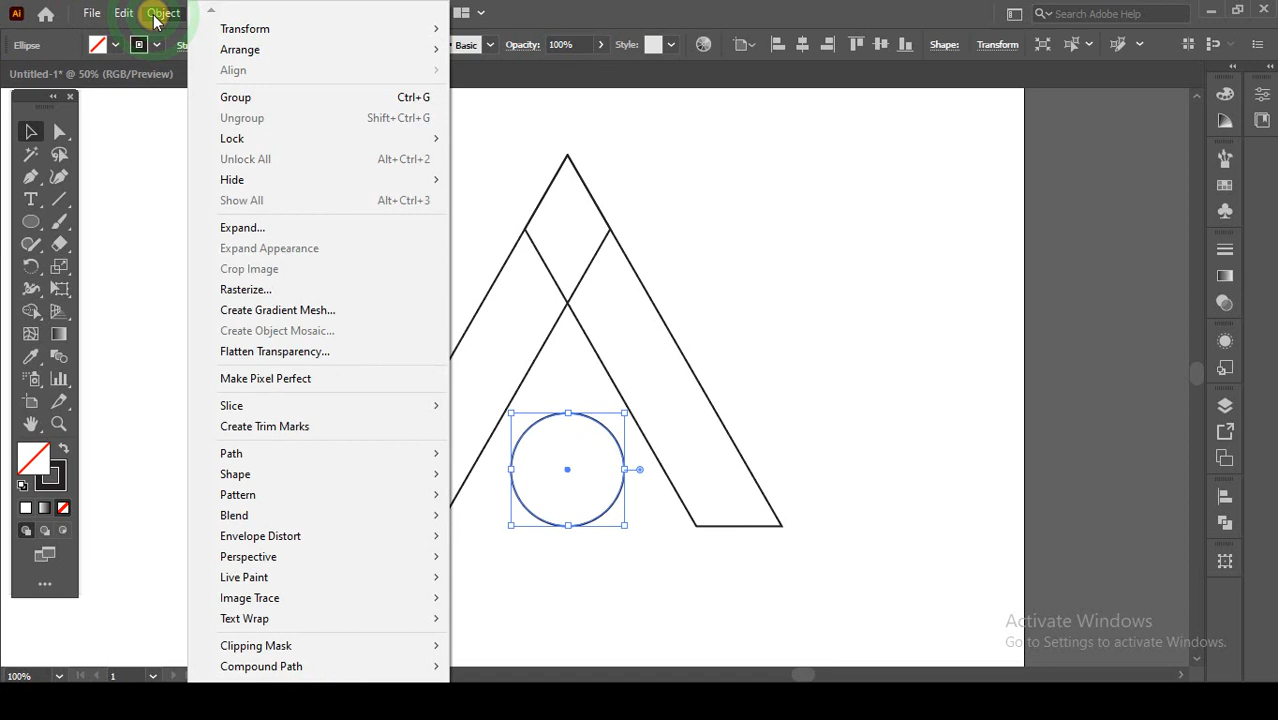 Ai File Edit Object Search Adobe Help
Ellipse Basic Opacity: 100% Style: Shape: Transform
Untitled-1* @ 50% (RGB/Preview)
Transform
Arrange
Align
Group Ctrl+G
Ungroup Shift+Ctrl+G
Lock
Unlock All Alt+Ctrl+2
Hide
Show All Alt+Ctrl+3
Expand...
Expand Appearance
Crop Image
Rasterize...
Create Gradient Mesh...
Create Object Mosaic...
Flatten Transparency...
Make Pixel Perfect
Slice
Create Trim Marks
Path
Shape
Pattern
Blend
Envelope Distort
Perspective
Live Paint
Image Trace
Text Wrap
Clipping Mask
Compound Path
Activate Windows
Go to Settings to activate Windows.
100% 1